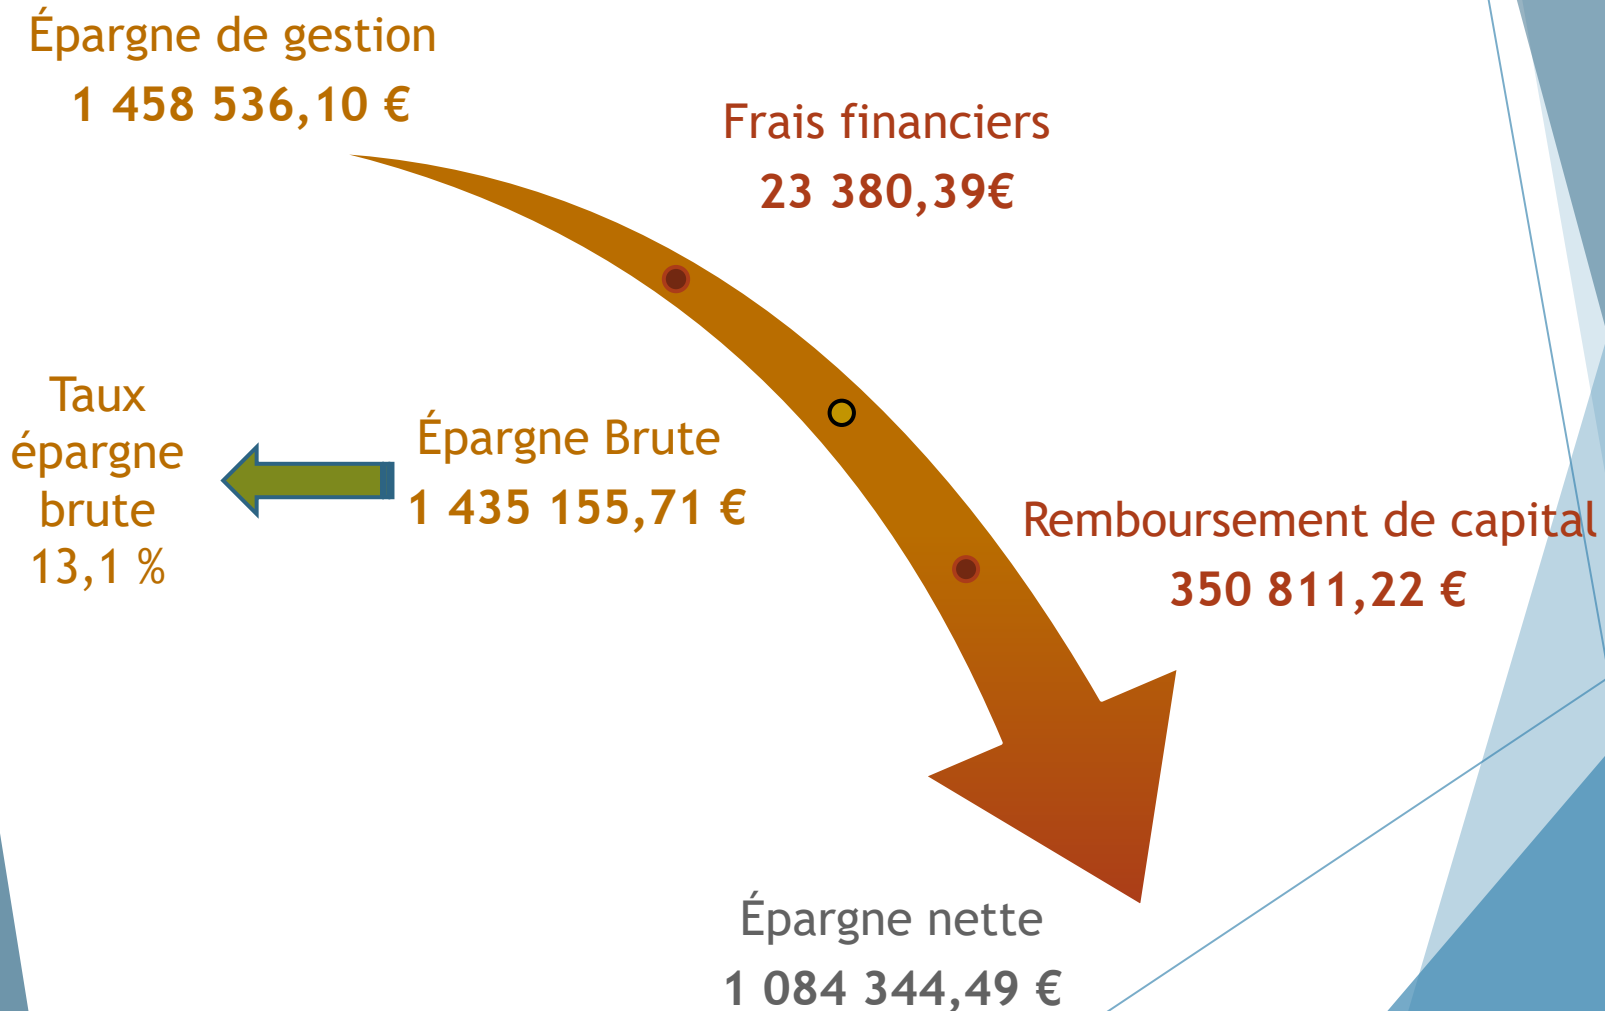 Épargne de gestion
1 458 536,10 €
Frais financiers
23 380,39€
Taux
épargne
brute
13,1 %
Épargne Brute
1 435 155,71 €
Remboursement de capital
350 811,22 €
Épargne nette
1 084 344,49 €